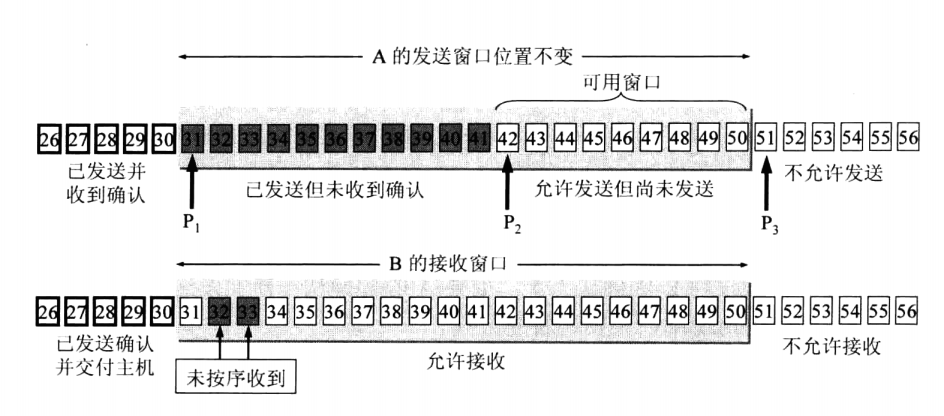 A 的发送窗口位置不变
可用窗口
26 27 28 29 30 31 32 33 34 35 36 37 38 39 40 41 42 43 44 45 46 47 48 49 50 51 52 53 54 55 56
已发送并
收到确认
已发送但未收到确认
允许发送但尚未发送
不允许发送
P1
P2
P3
B 的接收窗口
26 27 28 29 30 31 32 33 34 35 36 37 38 39 40 41 42 43 44 45 46 47 48 49 50 51 52 53 54 55 56
已发送确认
并交付主机
未按序收到
允许接收
不允许接收